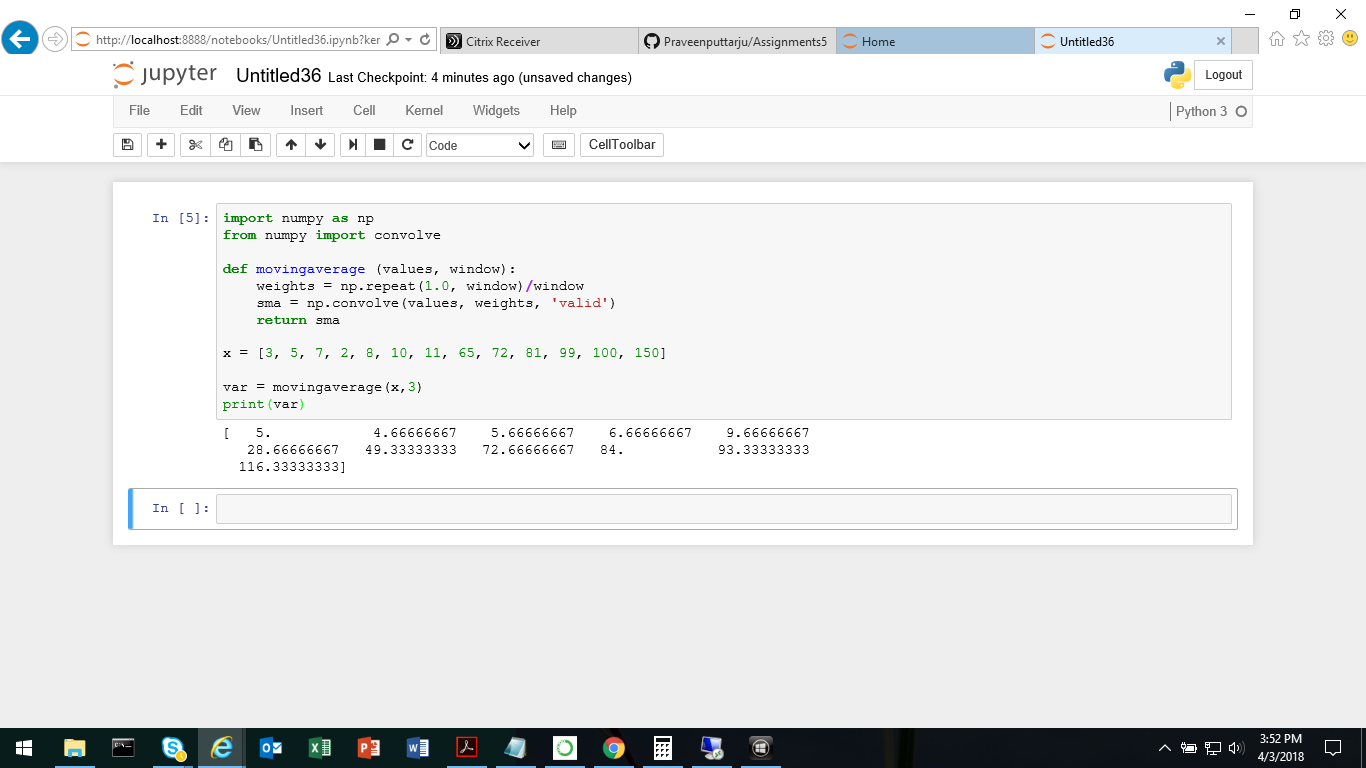 http://localhost:8888/notebooks/Untitled36.ipynb?ker
Citrix Receiver
Praveenputtarju/Assignments5
Home
Untitled36
jupyter Untitled36 Last Checkpoint: 4 minutes ago (unsaved changes)
Logout
File Edit View Insert Cell Kernel Widgets Help
Python 3
Code
CellToolbar
In [5]:
import numpy as np
from numpy import convolve
def movingaverage (values, window):
    weights = np.repeat(1.0, window)/window
    sma = np.convolve(values, weights, 'valid')
    return sma
x = [3, 5, 7, 2, 8, 10, 11, 65, 72, 81, 99, 100, 150]
var = movingaverage(x,3)
print(var)
[   5.            4.66666667    5.66666667    6.66666667    9.66666667
   28.66666667   49.33333333   72.66666667   84.           93.33333333
  116.33333333]
In [ ]:
3:52 PM
4/3/2018